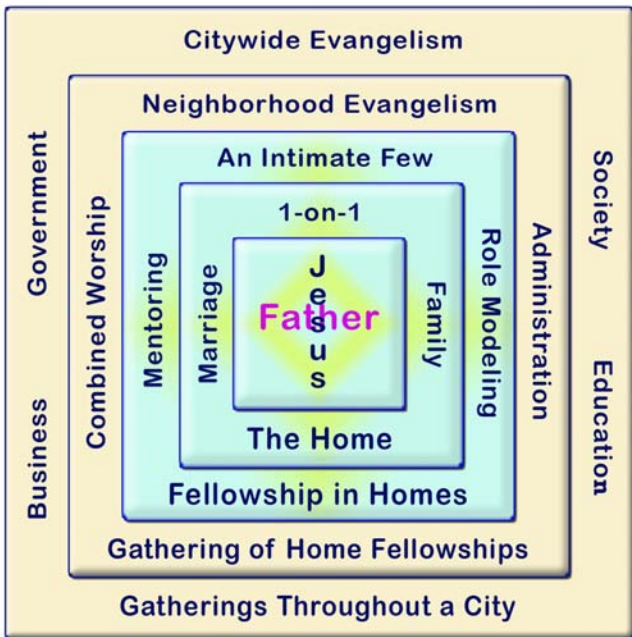 Citywide Evangelism
Government
Business
Society
Education
Gatherings Throughout a City
Neighborhood Evangelism
Combined Worship
Administration
Gathering of Home Fellowships
An Intimate Few
Mentoring
Role Modeling
Fellowship in Homes
1-on-1
Marriage
Family
The Home
Jesus
Father